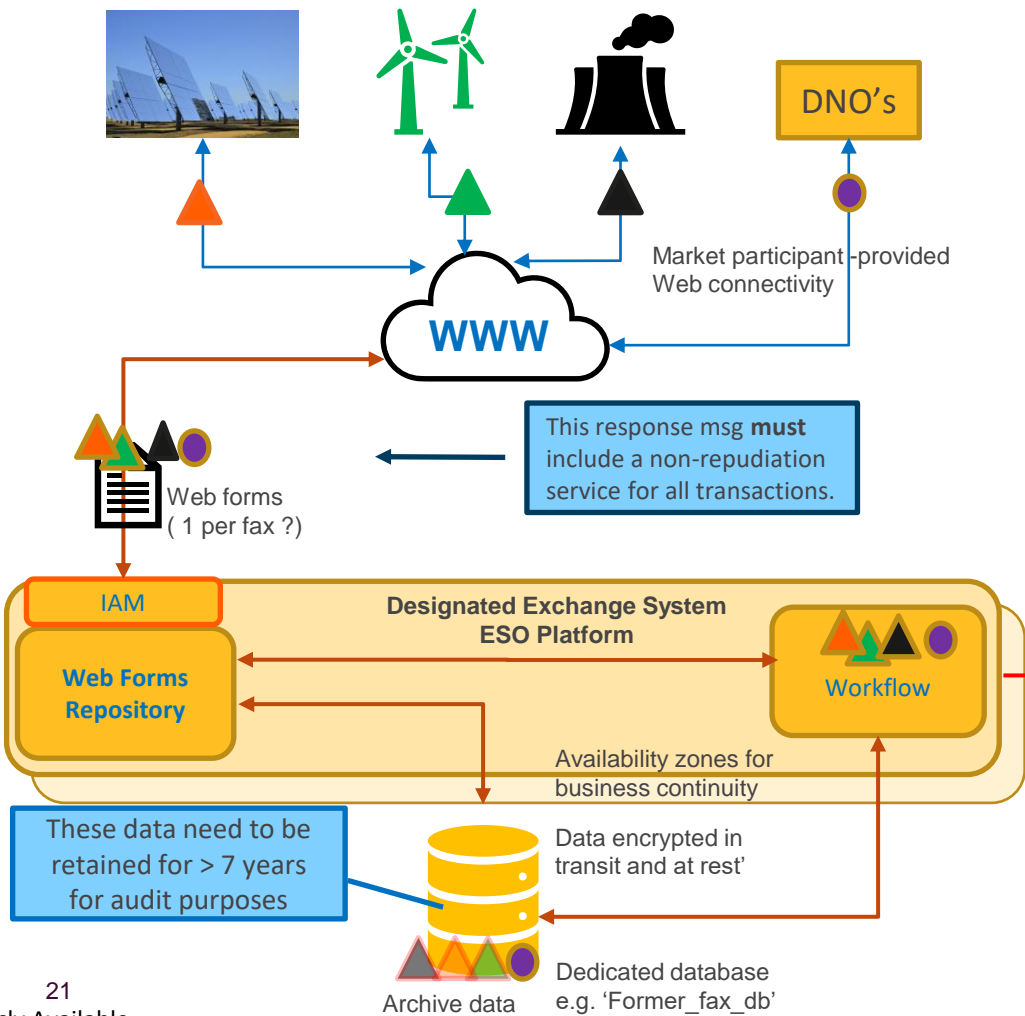 DNO's
Market participant -provided
Web connectivity
WWW
This response msg must
include a non-repudiation
service for all transactions.
Web forms
( 1 per fax ?)
IAM
Designated Exchange System
ESO Platform
Web Forms
Repository
Workflow
Availability zones for
business continuity
These data need to be
retained for > 7 years
for audit purposes
Data encrypted in
transit and at rest'
Dedicated database
e.g. ‘Former_fax_db’
Archive data
21
Available